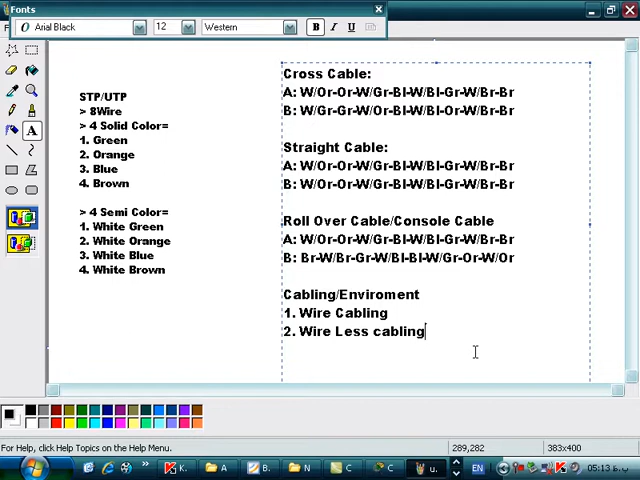 Fonts
Arial Black
12
Western
B
I
U
A
STP/UTP
> 8Wire
> 4 Solid Color=
1. Green
2. Orange
3. Blue
4. Brown
> 4 Semi Color=
1. White Green
2. White Orange
3. White Blue
4. White Brown
Cross Cable:
A: W/Or-Or-W/Gr-Bl-W/Bl-Gr-W/Br-Br
B: W/Gr-Gr-W/Or-Bl-W/Bl-Or-W/Br-Br
Straight Cable:
A: W/Or-Or-W/Gr-Bl-W/Bl-Gr-W/Br-Br
B: W/Or-Or-W/Gr-Bl-W/Bl-Gr-W/Br-Br
Roll Over Cable/Console Cable
A: W/Or-Or-W/Gr-Bl-W/Bl-Gr-W/Br-Br
B: Br-W/Br-Gr-W/Bl-Bl-W/Gr-Or-W/Or
Cabling/Enviroment
1. Wire Cabling
2. Wire Less cabling
For Help, click Help Topics on the Help Menu.
289,282
383x400
start
K.
A
B.
N
C
C
u.
EN
K
05:13 ق.ظ